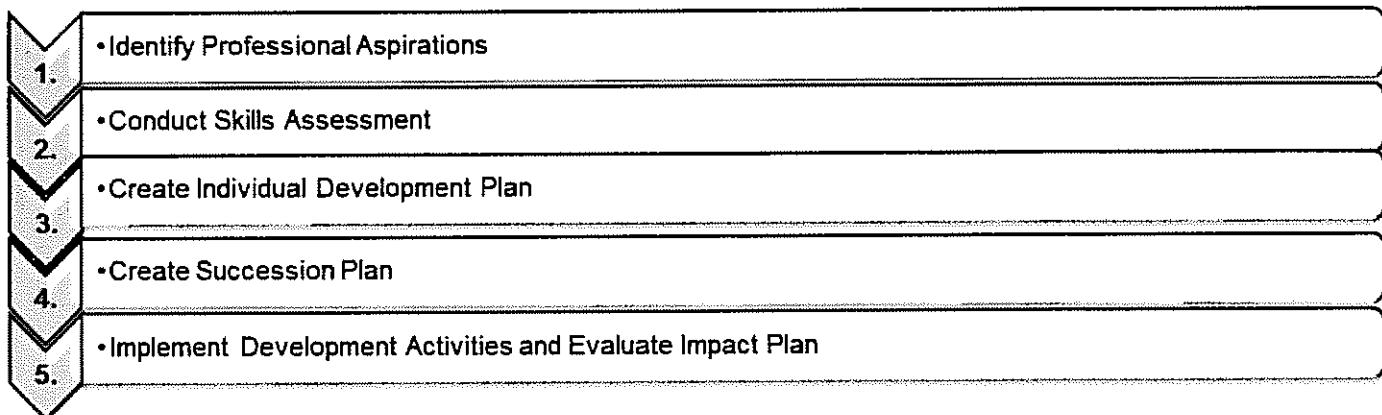 1. •Identify Professional Aspirations
2. •Conduct Skills Assessment
3. •Create Individual Development Plan
4. •Create Succession Plan
5. •Implement Development Activities and Evaluate Impact Plan